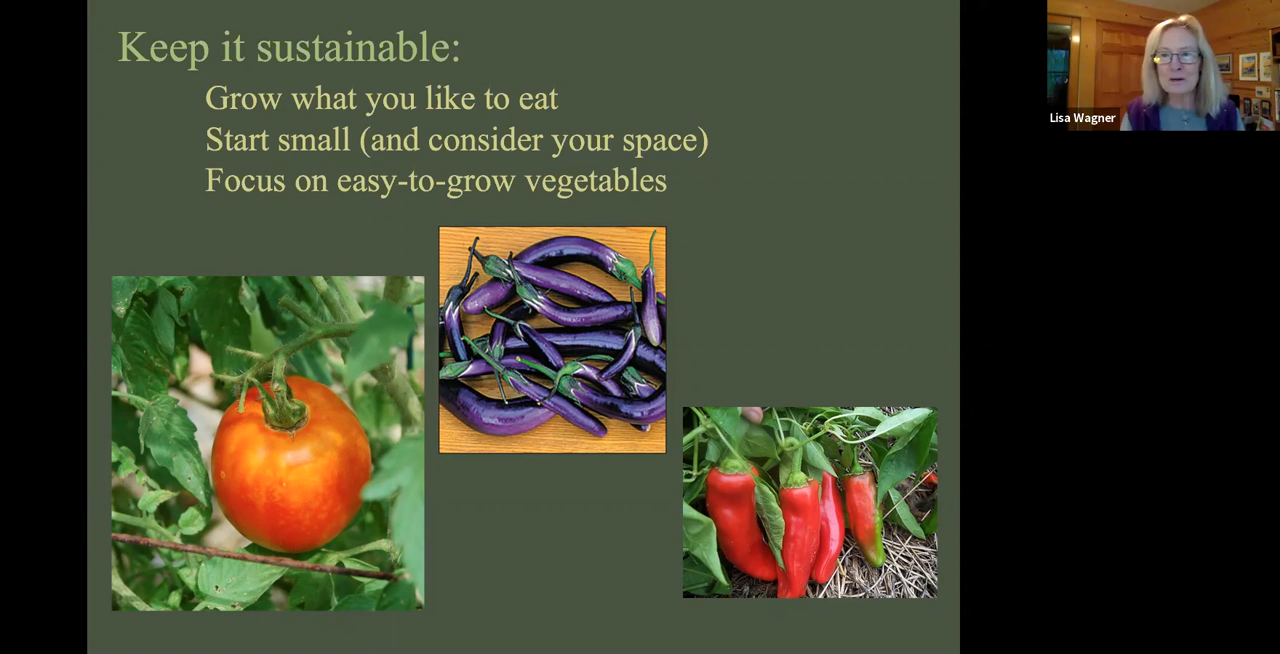 Keep it sustainable:
Grow what you like to eat
Start small (and consider your space)
Focus on easy-to-grow vegetables
Lisa Wagner